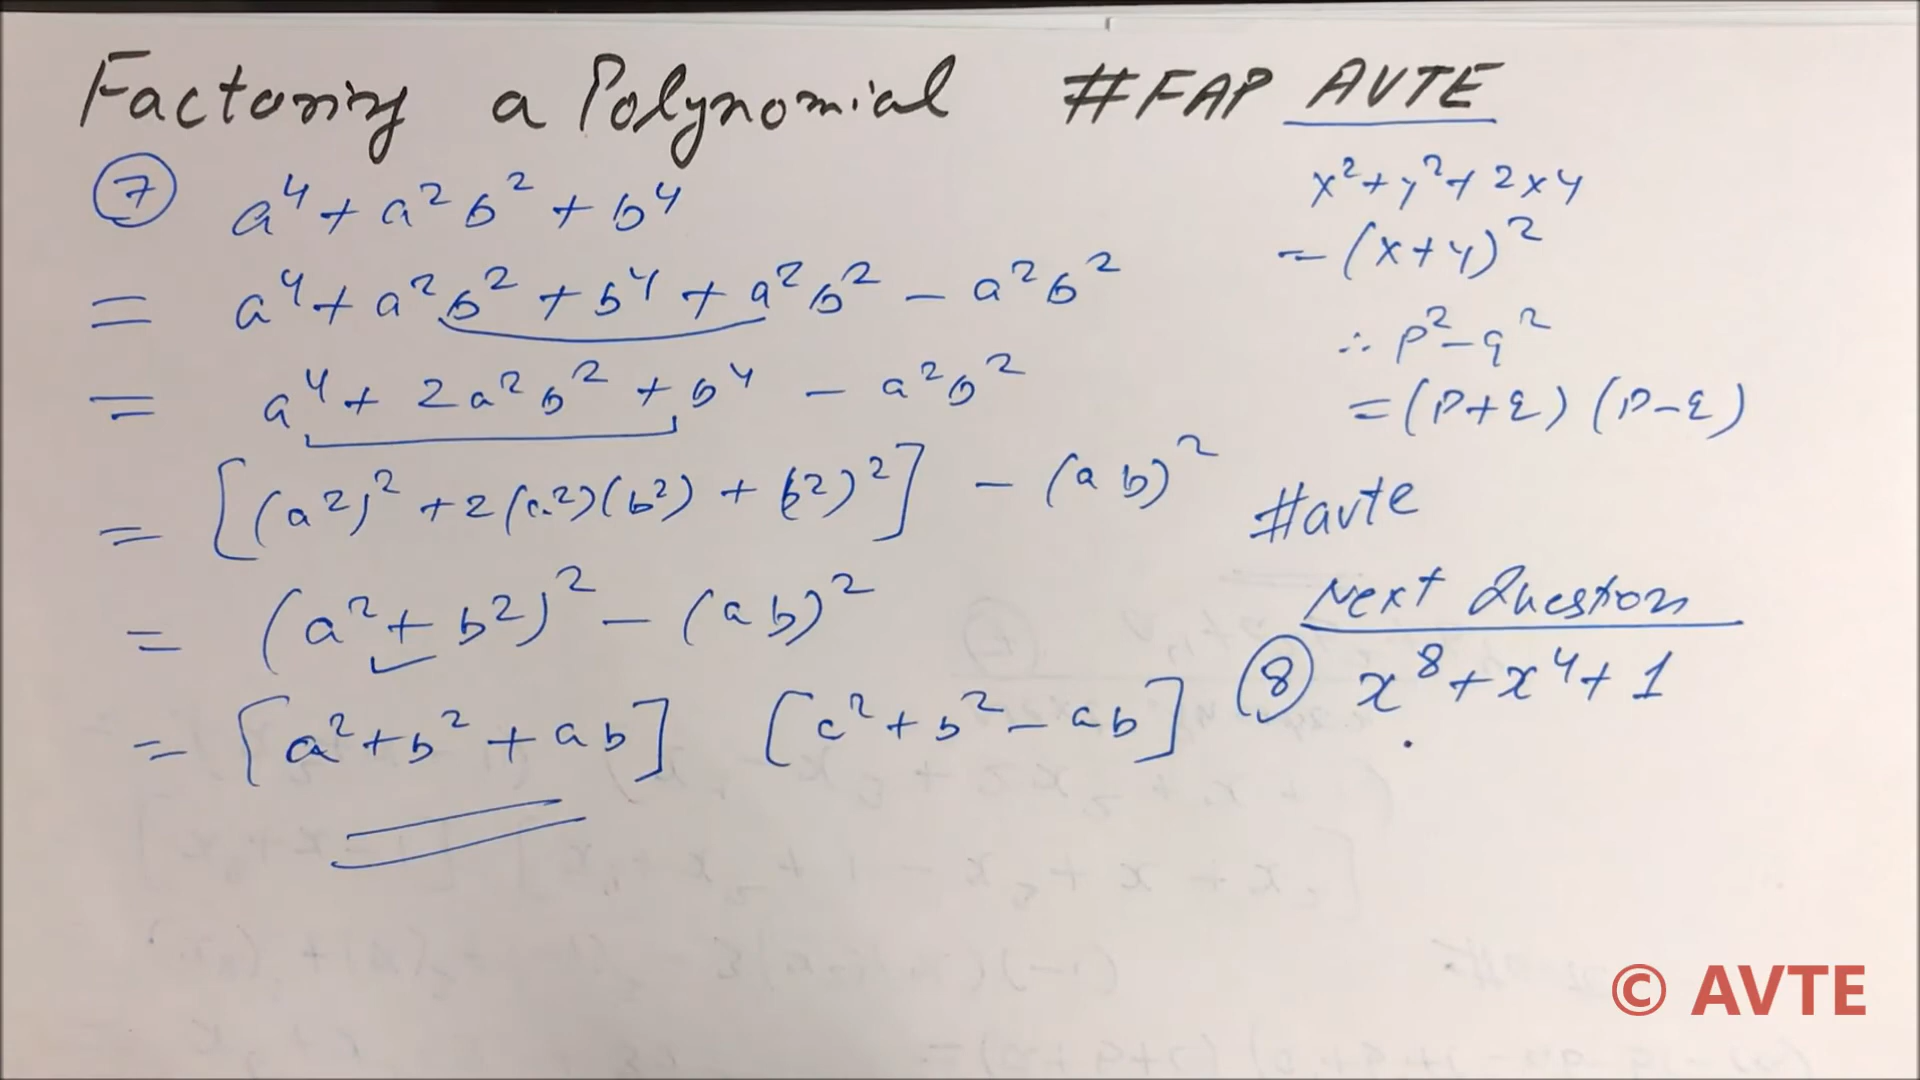 Factoring a Polynomial #FAP AVTE
⑦ a⁴ + a²b² + b⁴
= a⁴ + a²b² + b⁴ + a²b² − a²b²
= a⁴ + 2a²b² + b⁴ − a²b²
= [(a²)² + 2(a²)(b²) + (b²)²] − (ab)²
= (a² + b²)² − (ab)²
= [a² + b² + ab] [a² + b² − ab]
x² + y² + 2xy
= (x + y)²
∴ p² − q²
= (p + q) (p − q)
#avte
Next Question
⑧ x⁸ + x⁴ + 1
© AVTE